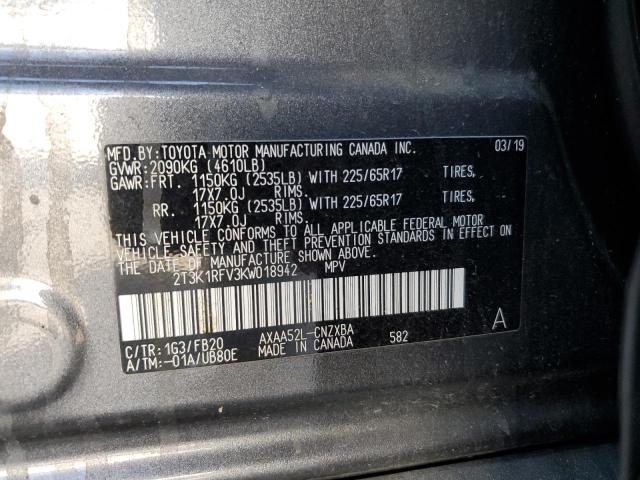 MFD.BY:TOYOTA MOTOR MANUFACTURING CANADA INC. 03/19
GVWR:2090KG (4610LB)
GAWR:FRT. 1150KG (2535LB) WITH 225/65R17 TIRES,
17X7.0J RIMS.
RR. 1150KG (2535LB) WITH 225/65R17 TIRES,
17X7.0J RIMS.
THIS VEHICLE CONFORMS TO ALL APPLICABLE FEDERAL MOTOR
VEHICLE SAFETY AND THEFT PREVENTION STANDARDS IN EFFECT ON
THE DATE OF MANUFACTURE SHOWN ABOVE.
2T3K1RFV3KW018942 MPV
C/TR:1G3/FB20 AXAA52L-CNZXBA 582 A
A/TM:-01A/UB80E MADE IN CANADA